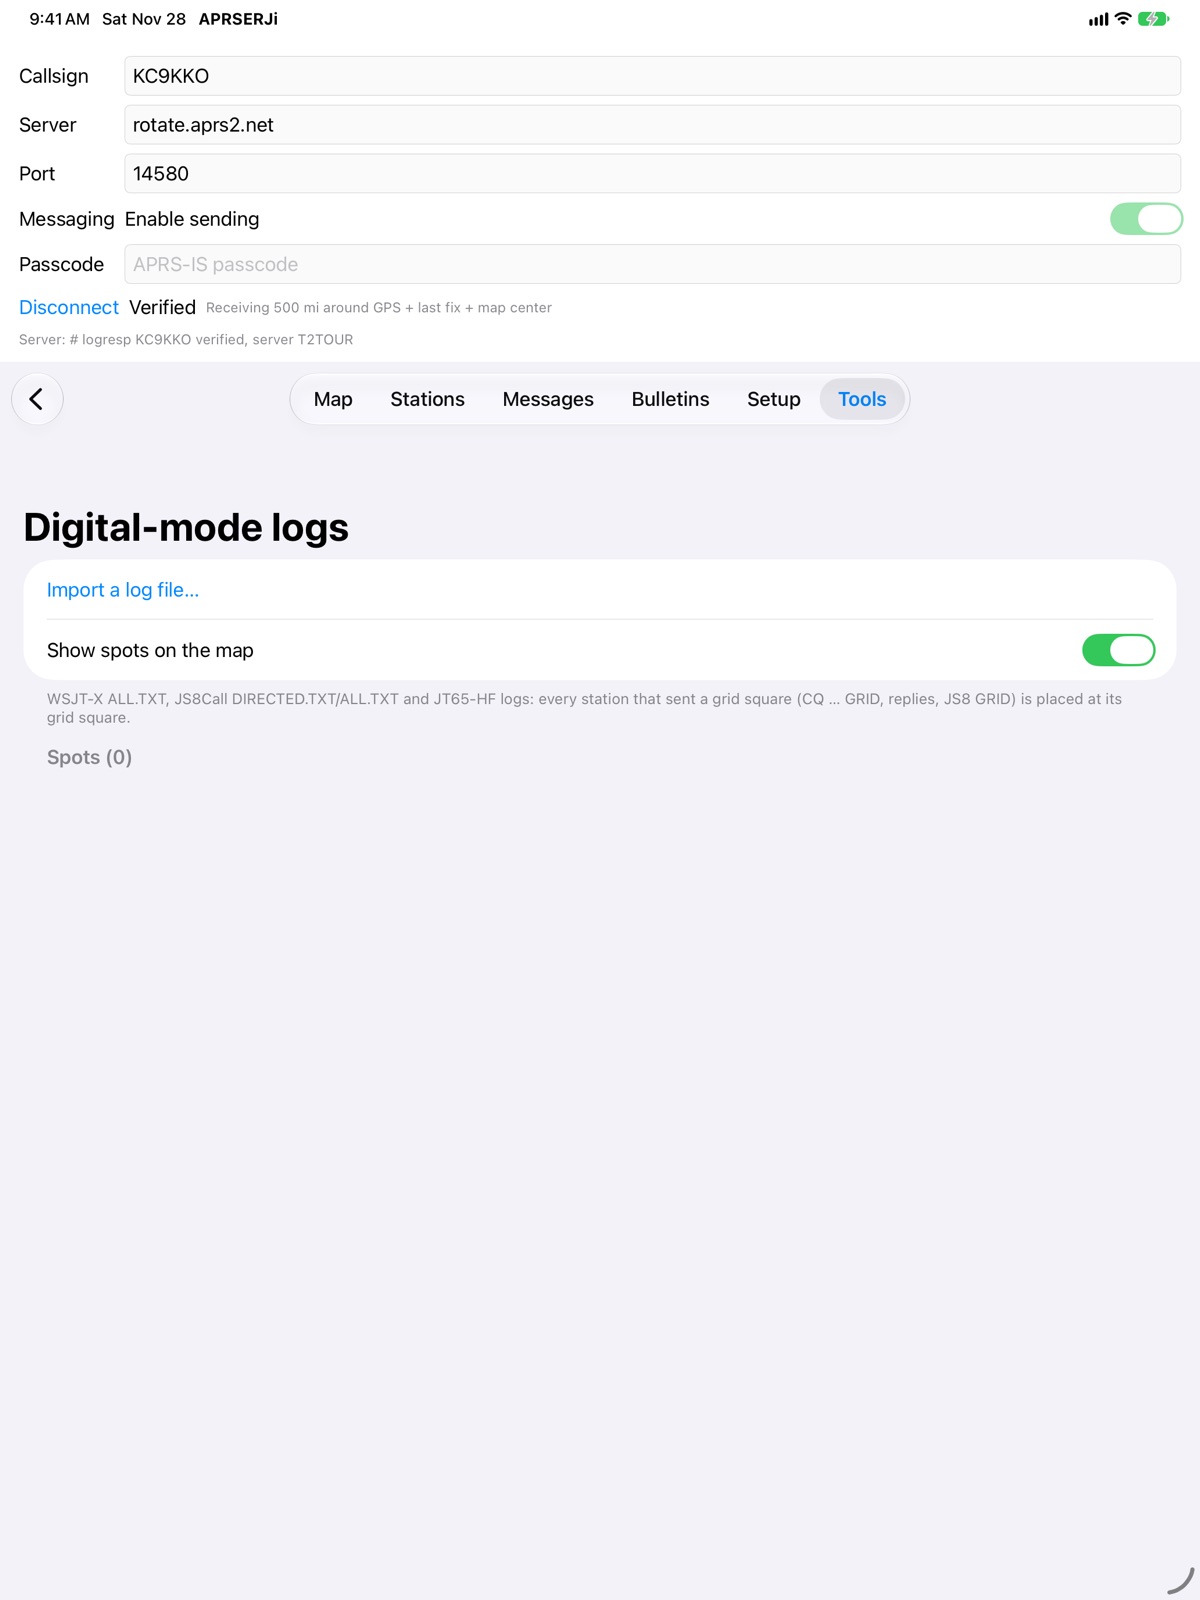 9:41 AM Sat Nov 28 APRSERJi
Callsign KC9KKO
Server rotate.aprs2.net
Port 14580
Messaging Enable sending
Passcode APRS-IS passcode
Disconnect Verified Receiving 500 mi around GPS + last fix + map center
Server: # logresp KC9KKO verified, server T2TOUR
Map Stations Messages Bulletins Setup Tools
Digital-mode logs
Import a log file...
Show spots on the map
WSJT-X ALL.TXT, JS8Call DIRECTED.TXT/ALL.TXT and JT65-HF logs: every station that sent a grid square (CQ ... GRID, replies, JS8 GRID) is placed at its
grid square.
Spots (0)